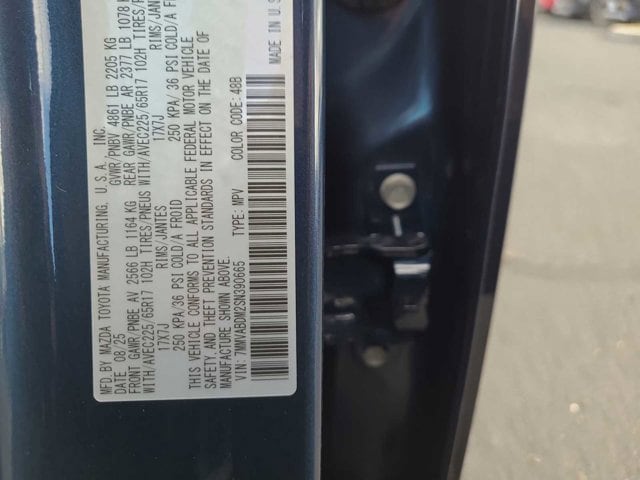 MFD.BY MAZDA TOYOTA MANUFACTURING, U.S.A., INC.
DATE: 08/25 GVWR/PNBV 4861 LB 2205 KG
FRONT GAWR/PNBE AV 2566 LB 1164 KG REAR GAWR/PNBE AR 2377 LB 1078 K
WITH/AVEC225/65R17 102H TIRES/PNEUS WITH/AVEC225/65R17 102H TIRES/P
17X7J RIMS/JANTES 17X7J RIMS/JAN
250 KPA/36 PSI COLD/A FROID 250 KPA/ 36 PSI COLD/A
THIS VEHICLE CONFORMS TO ALL APPLICABLE FEDERAL MOTOR VEHICLE
SAFETY, AND THEFT PREVENTION STANDARDS IN EFFECT ON THE DATE OF
MANUFACTURE SHOWN ABOVE.
VIN: 7MMVABDM2SN390665 TYPE: MPV COLOR CODE: 48B
MADE IN U.S